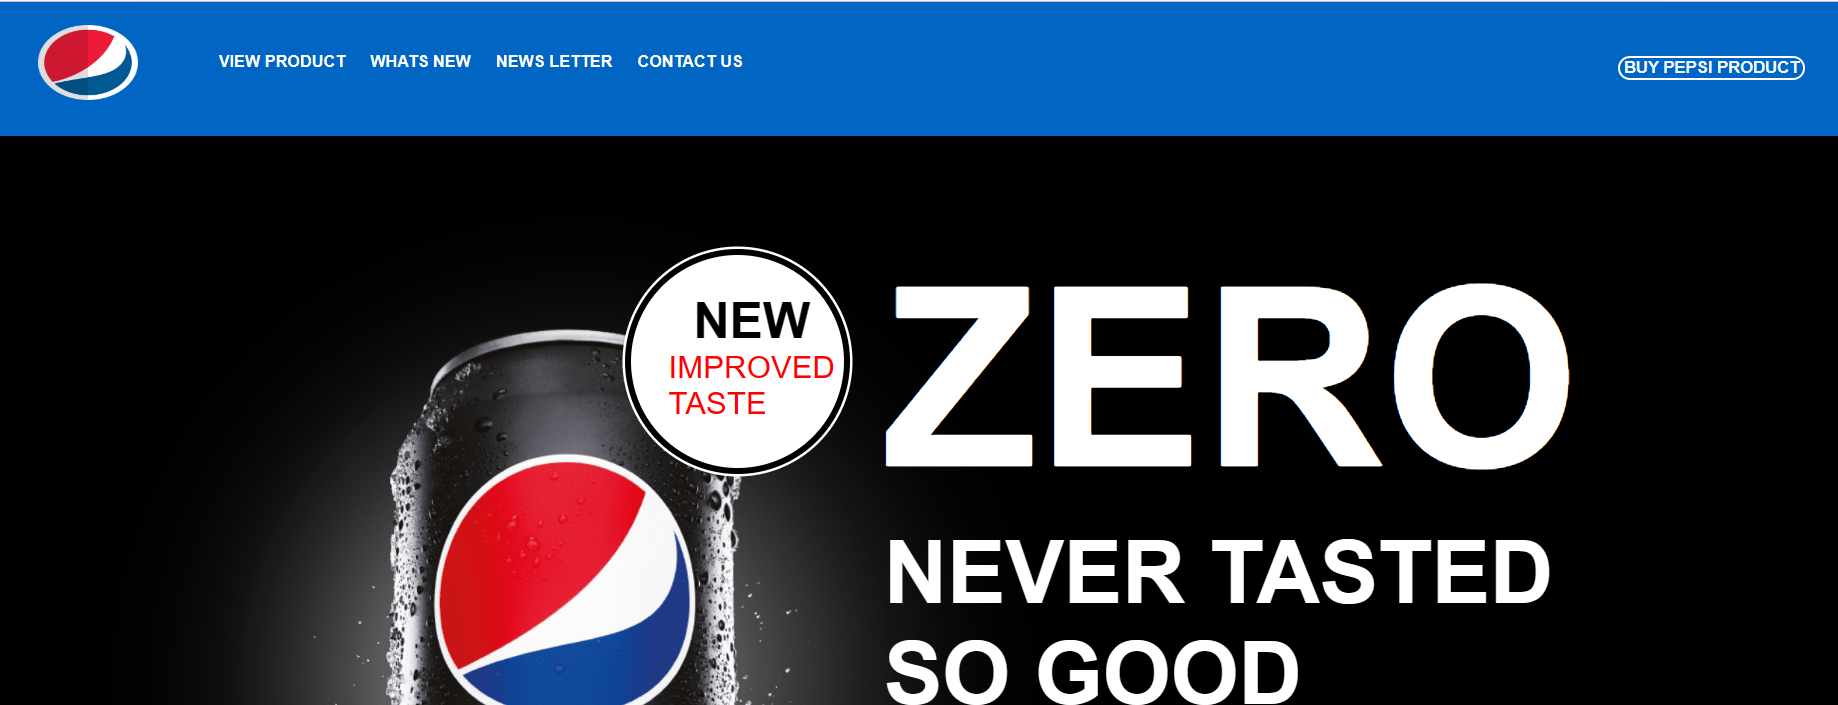 VIEW PRODUCT WHATS NEW NEWS LETTER CONTACT US
BUY PEPSI PRODUCT
NEW
IMPROVED
TASTE
ZERO
NEVER TASTED
SO GOOD